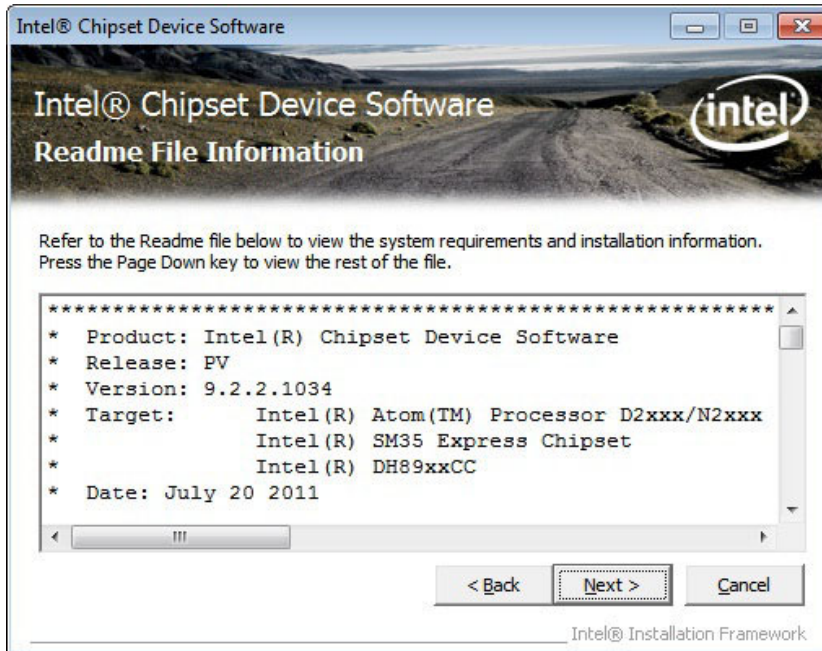 Intel® Chipset Device Software
Intel® Chipset Device Software
intel
Readme File Information
Refer to the Readme file below to view the system requirements and installation information.
Press the Page Down key to view the rest of the file.
********************************************************
*  Product: Intel(R) Chipset Device Software
*  Release: PV
*  Version: 9.2.2.1034
*  Target:      Intel(R) Atom(TM) Processor D2xxx/N2xxx
*               Intel(R) SM35 Express Chipset
*               Intel(R) DH89xxCC
*  Date: July 20 2011
< Back
Next >
Cancel
Intel® Installation Framework